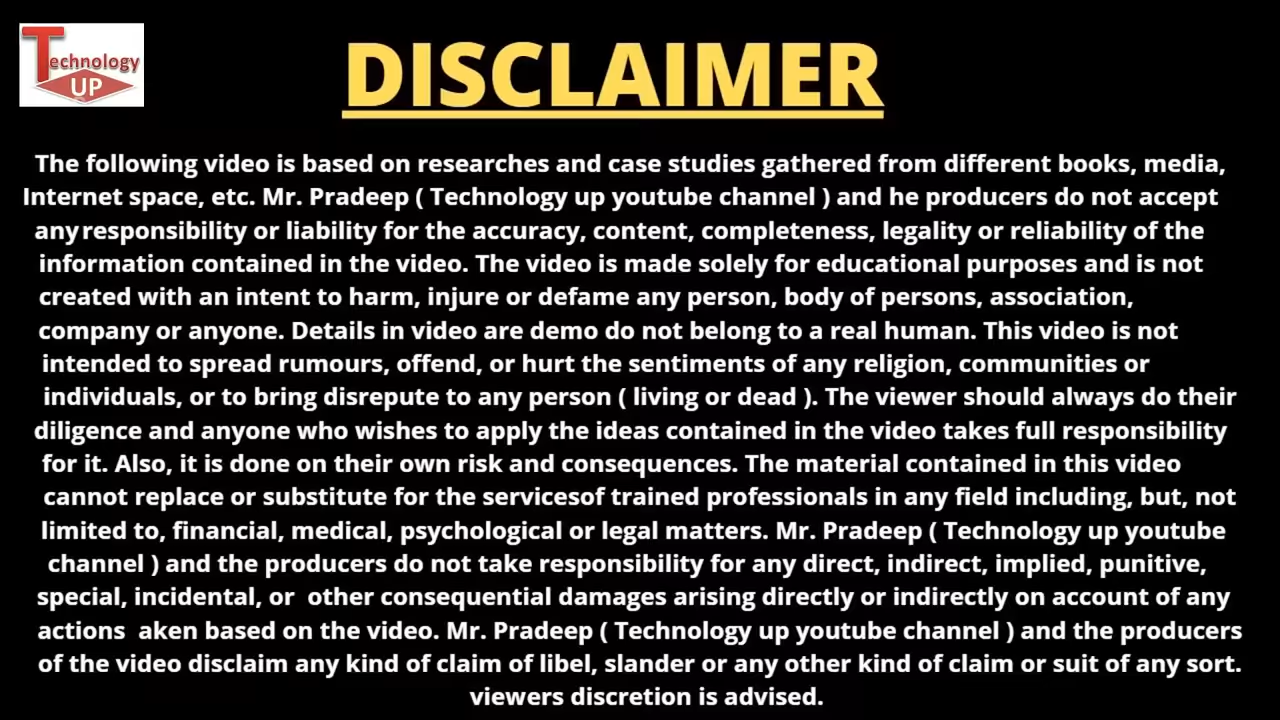 Technology
UP
DISCLAIMER
The following video is based on researches and case studies gathered from different books, media,
Internet space, etc. Mr. Pradeep ( Technology up youtube channel ) and he producers do not accept
any responsibility or liability for the accuracy, content, completeness, legality or reliability of the
information contained in the video. The video is made solely for educational purposes and is not
created with an intent to harm, injure or defame any person, body of persons, association,
company or anyone. Details in video are demo do not belong to a real human. This video is not
intended to spread rumours, offend, or hurt the sentiments of any religion, communities or
individuals, or to bring disrepute to any person ( living or dead ). The viewer should always do their
diligence and anyone who wishes to apply the ideas contained in the video takes full responsibility
for it. Also, it is done on their own risk and consequences. The material contained in this video
cannot replace or substitute for the servicesof trained professionals in any field including, but, not
limited to, financial, medical, psychological or legal matters. Mr. Pradeep ( Technology up youtube
channel ) and the producers do not take responsibility for any direct, indirect, implied, punitive,
special, incidental, or other consequential damages arising directly or indirectly on account of any
actions aken based on the video. Mr. Pradeep ( Technology up youtube channel ) and the producers
of the video disclaim any kind of claim of libel, slander or any other kind of claim or suit of any sort.
viewers discretion is advised.